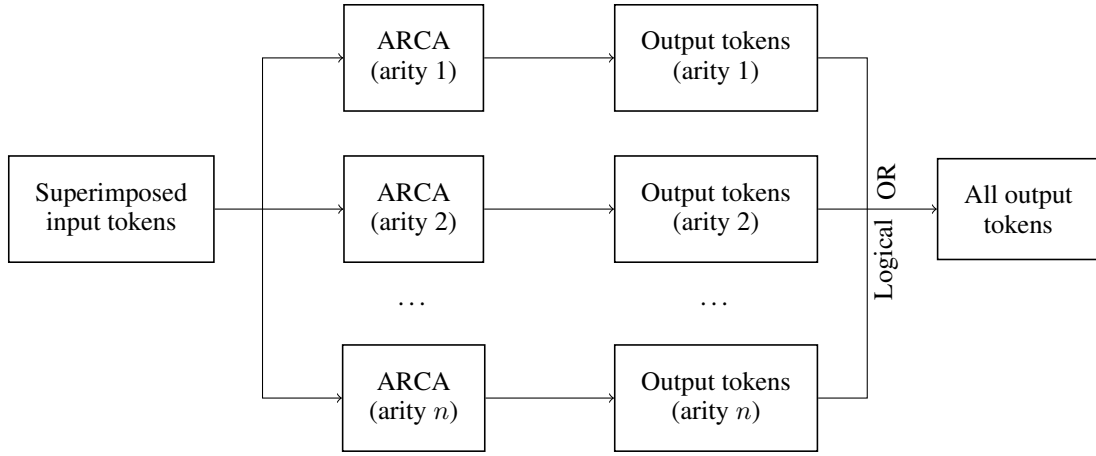 ARCA
(arity 1)
Output tokens
(arity 1)
Superimposed
input tokens
ARCA
(arity 2)
Output tokens
(arity 2)
Logical OR
All output
tokens
...
...
ARCA
(arity n)
Output tokens
(arity n)